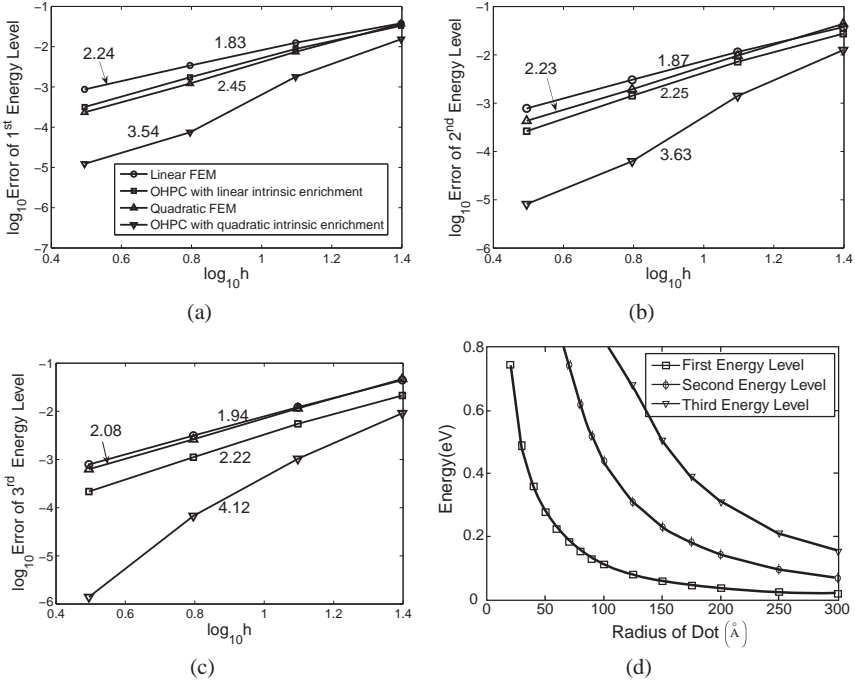 log10Error of 1st Energy Level
−1
−2
−3
−4
−5
−6
−7
0.4 0.6 0.8 1 1.2 1.4
log10h
2.24
1.83
2.45
3.54
Linear FEM
OHPC with linear intrinsic enrichment
Quadratic FEM
OHPC with quadratic intrinsic enrichment
(a)
log10Error of 2nd Energy Level
−1
−2
−3
−4
−5
−6
0.4 0.6 0.8 1 1.2 1.4
log10h
2.23
1.87
2.25
3.63
(b)
log10Error of 3rd Energy Level
−1
−2
−3
−4
−5
−6
0.4 0.6 0.8 1 1.2 1.4
log10h
2.08
1.94
2.22
4.12
(c)
Energy(eV)
0.8
0.6
0.4
0.2
0
0 50 100 150 200 250 300
Radius of Dot (Å)
First Energy Level
Second Energy Level
Third Energy Level
(d)